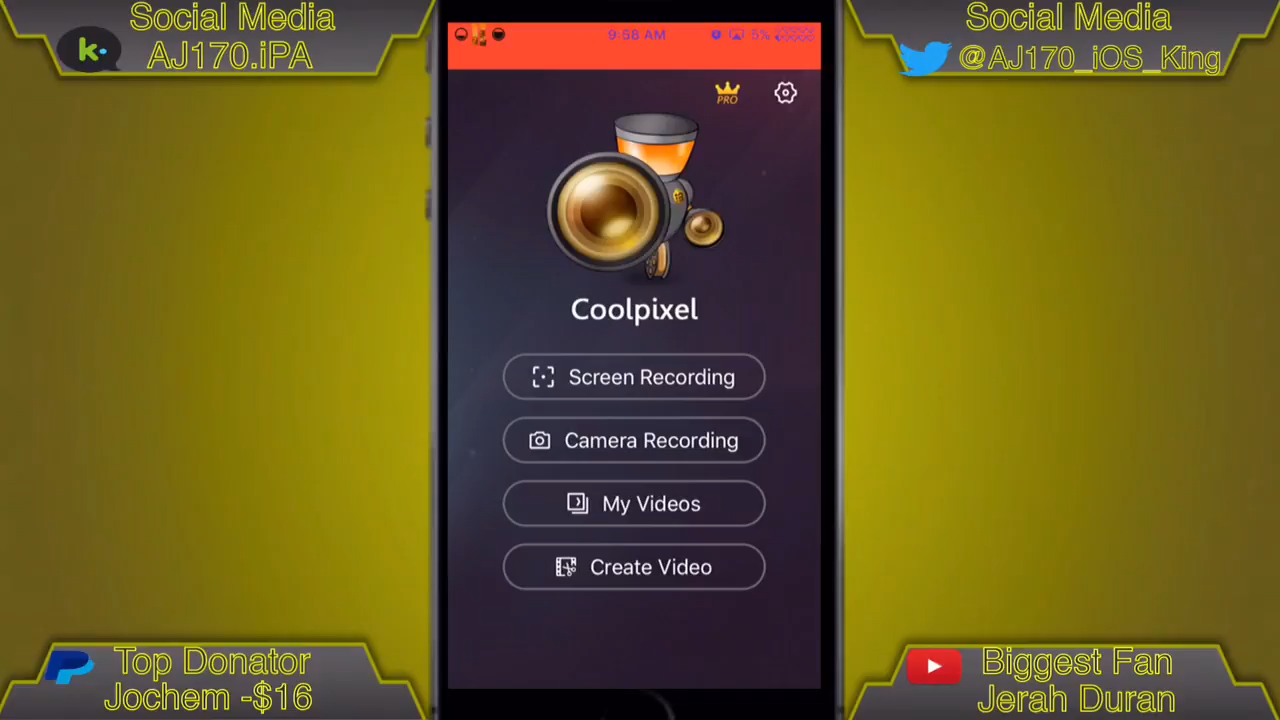 Social Media
AJ170.iPA
k.
Social Media
@AJ170_iOS_King
9:58 AM
5%
PRO
Coolpixel
Screen Recording
Camera Recording
My Videos
Create Video
Top Donator
Jochem -$16
Biggest Fan
Jerah Duran